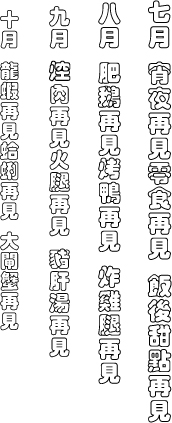 七月 宵夜再見零食再見 飯後甜點再見
八月 肥鵝再見烤鴨再見 炸雞腿再見
九月 控肉再見火腿再見 豬肝湯再見
十月 龍蝦再見蛤蜊再見 大閘蟹再見